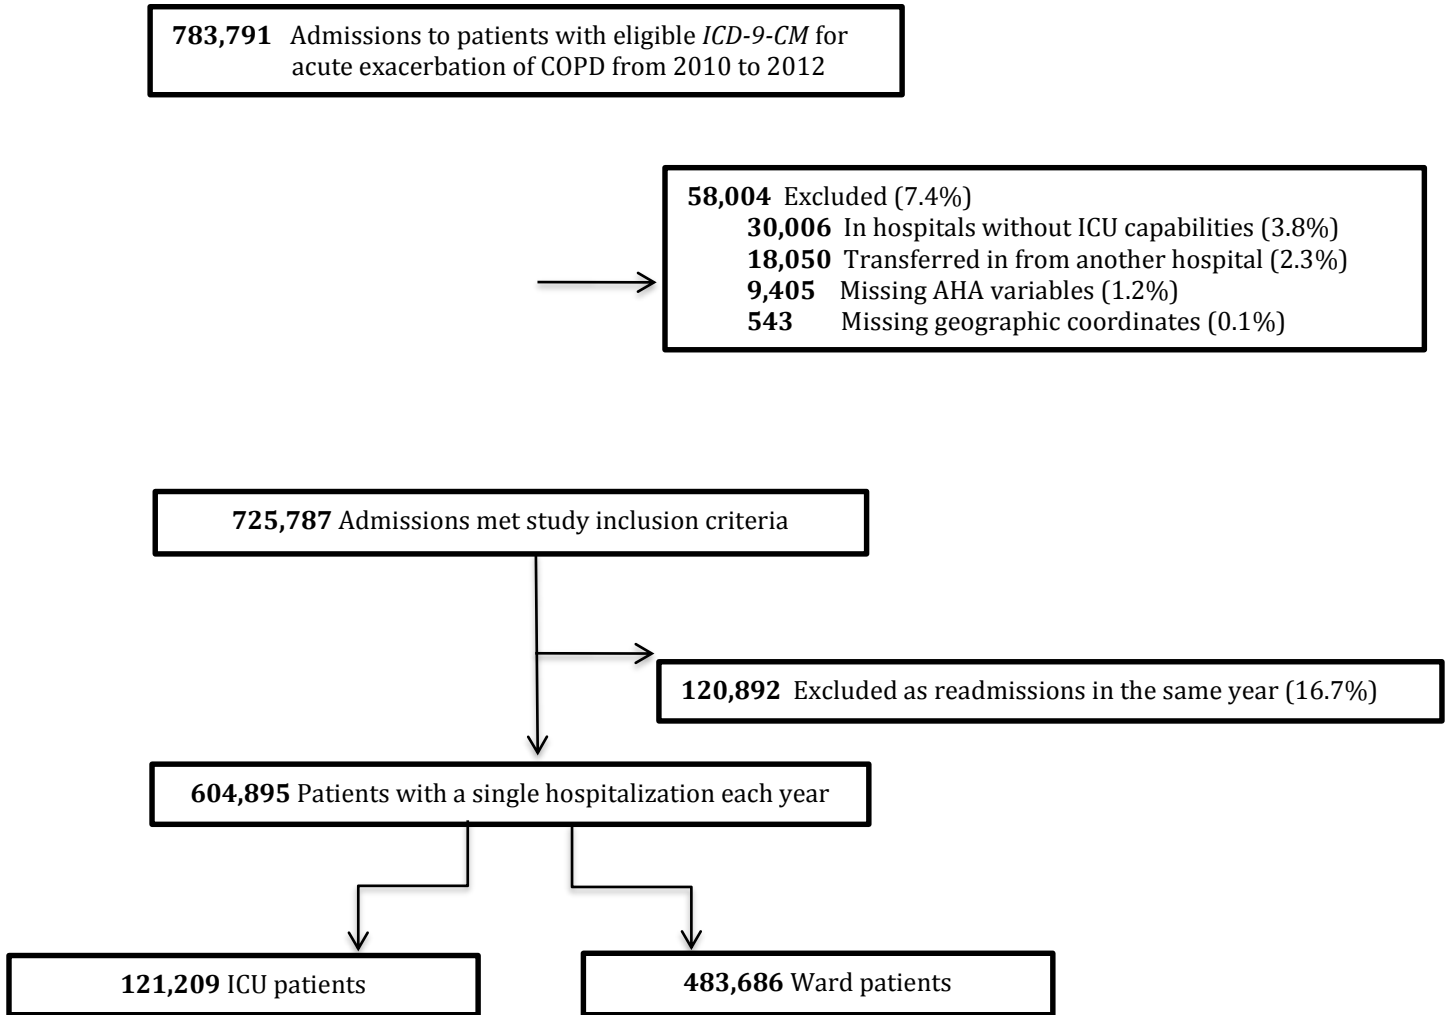 783,791 Admissions to patients with eligible ICD-9-CM for
acute exacerbation of COPD from 2010 to 2012
58,004 Excluded (7.4%)
30,006 In hospitals without ICU capabilities (3.8%)
18,050 Transferred in from another hospital (2.3%)
9,405 Missing AHA variables (1.2%)
543 Missing geographic coordinates (0.1%)
725,787 Admissions met study inclusion criteria
120,892 Excluded as readmissions in the same year (16.7%)
604,895 Patients with a single hospitalization each year
121,209 ICU patients
483,686 Ward patients